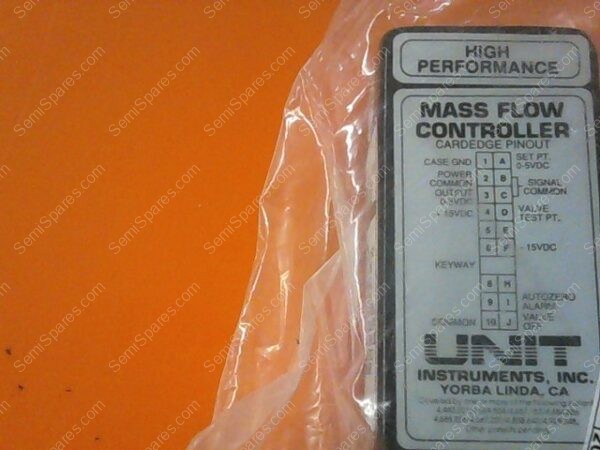 HIGH
PERFORMANCE
MASS FLOW
CONTROLLER
CARDEDGE PINOUT
CASE GND 1 A SET PT. 0-5VDC
POWER COMMON 2 B SIGNAL COMMON
OUTPUT 0-5VDC 3 C
+15VDC 4 D VALVE TEST PT.
5 E
6 F -15VDC
KEYWAY
8 H
9 I AUTOZERO ALARM
COMMON 10 J VALVE OFF
UNIT
INSTRUMENTS, INC.
YORBA LINDA, CA
SemiSpares.com